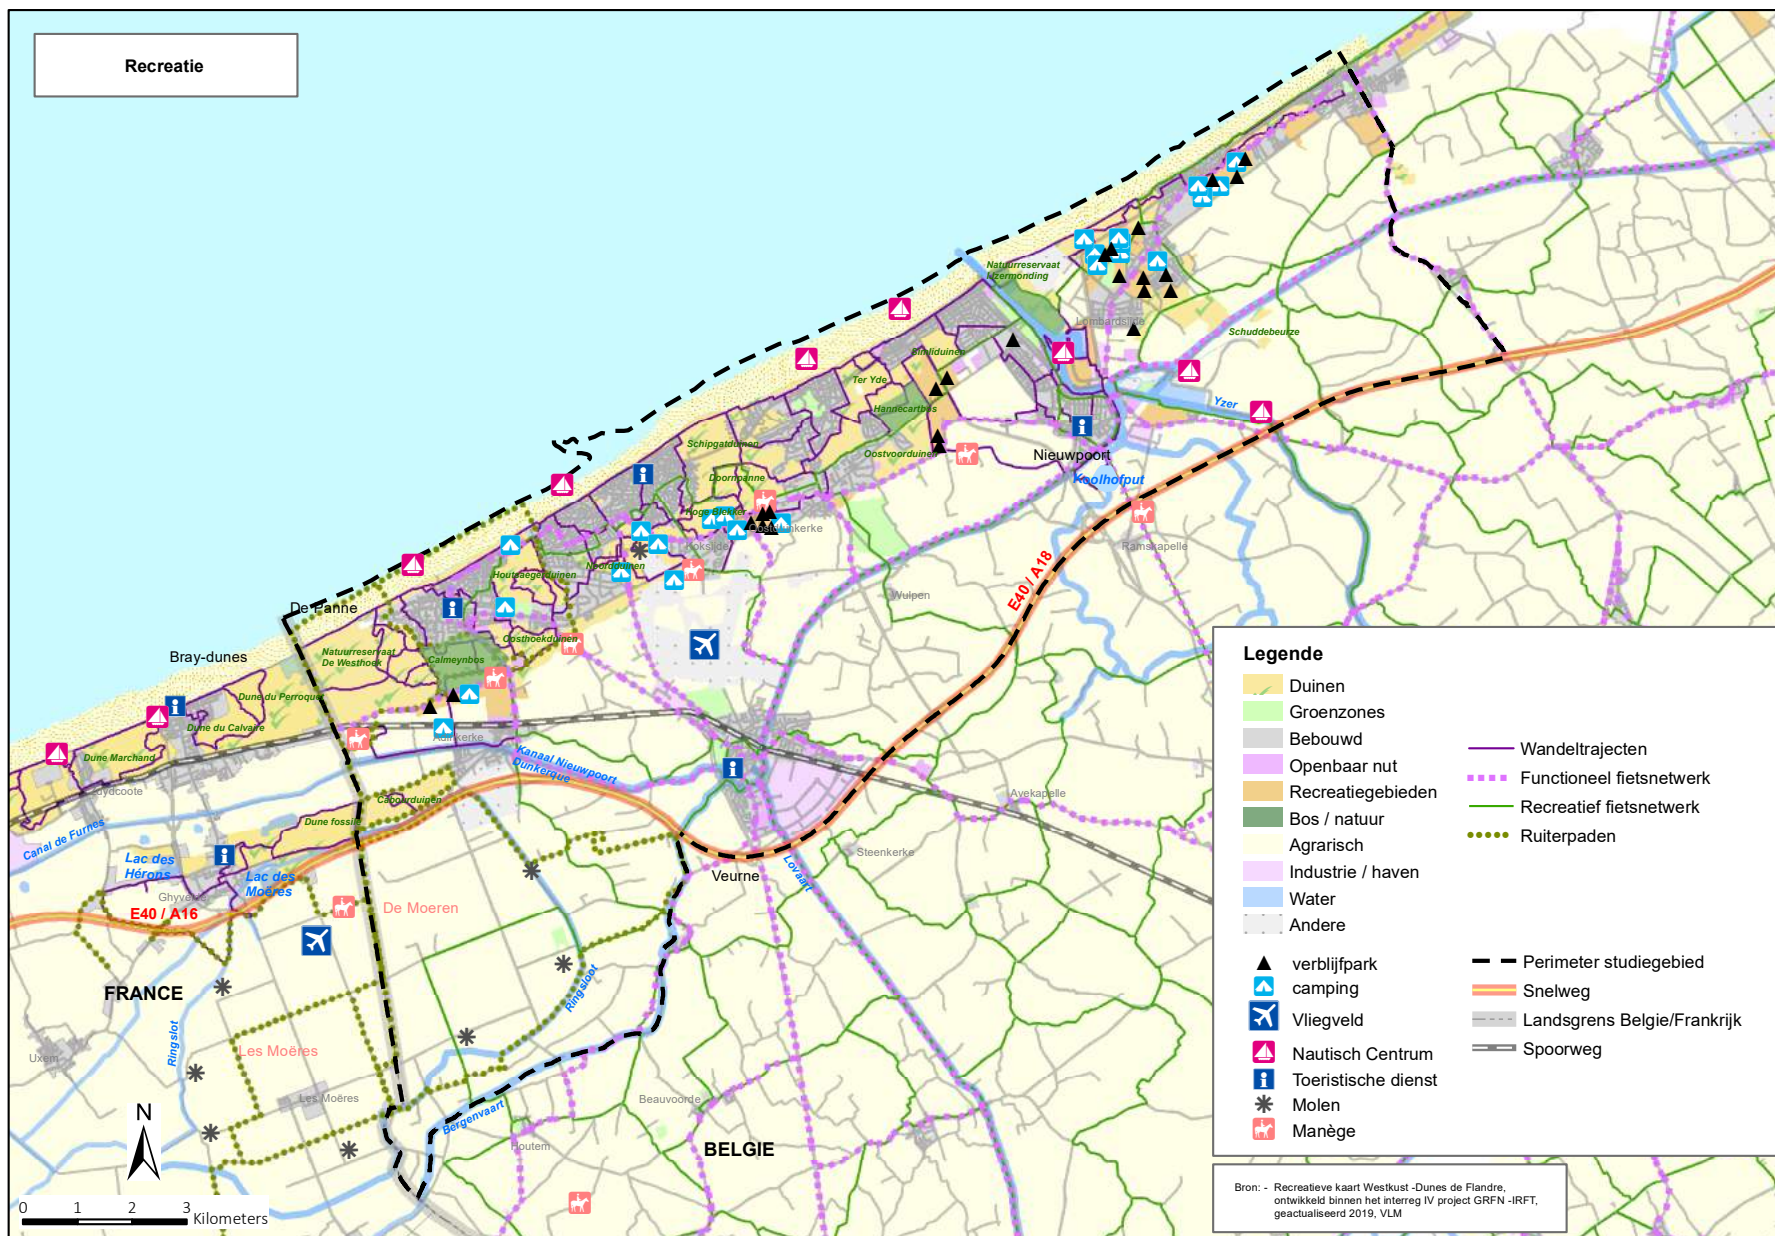 Recreatie
Natuurreservaat
IJzermonding
Lombardsijde
Schuddebeurze
Simliduinen
Ter Yde
Hannecartbos
Yzer
Schipgatduinen
Oostvoorduinen
Nieuwpoort
Doornpanne
Koolhofput
Hoge Blekker
Oostduinkerke
Koksijde
Ramskapelle
Noordduinen
Houtsaegerduinen
E40 / A18
Wulpen
De Panne
Oosthoekduinen
Natuurreservaat
De Westhoek
Calmeynbos
Bray-dunes
Dune du Perroquet
Dune du Calvaire
Adinkerke
Dune Marchand
Kanaal Nieuwpoort
Dunkerque
Zuydcoote
Cabourduinen
Avekapelle
Dune fossile
Canal de Furnes
Steenkerke
Lac des
Hérons
Lac des
Moëres
Veurne
Lovaart
Ghyvelde
E40 / A16
De Moeren
FRANCE
Ringsloot
Ringslot
Uxem
Les Moëres
Les Moëres
Beauvoorde
Bergenvaart
Houtem
BELGIE
N
0 1 2 3
Kilometers
Legende
Duinen
Groenzones
Bebouwd
Openbaar nut
Recreatiegebieden
Bos / natuur
Agrarisch
Industrie / haven
Water
Andere
Wandeltrajecten
Functioneel fietsnetwerk
Recreatief fietsnetwerk
Ruiterpaden
verblijfpark
camping
Vliegveld
Nautisch Centrum
Toeristische dienst
Molen
Manège
Perimeter studiegebied
Snelweg
Landsgrens Belgie/Frankrijk
Spoorweg
Bron: - Recreatieve kaart Westkust -Dunes de Flandre,
ontwikkeld binnen het interreg IV project GRFN -IRFT,
geactualiseerd 2019, VLM